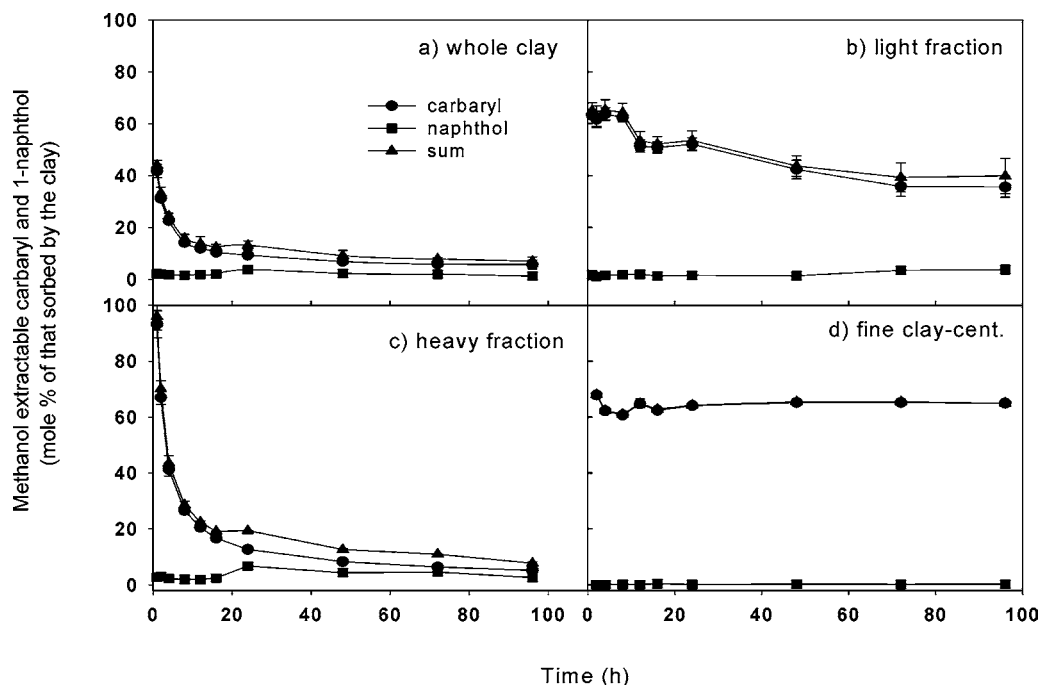 Methanol extractable carbaryl and 1-naphthol
(mole % of that sorbed by the clay)
100
80
60
40
20
0
a) whole clay
carbaryl
naphthol
sum
b) light fraction
100
80
60
40
20
0
c) heavy fraction
d) fine clay-cent.
0 20 40 60 80 100 0 20 40 60 80 100
Time (h)